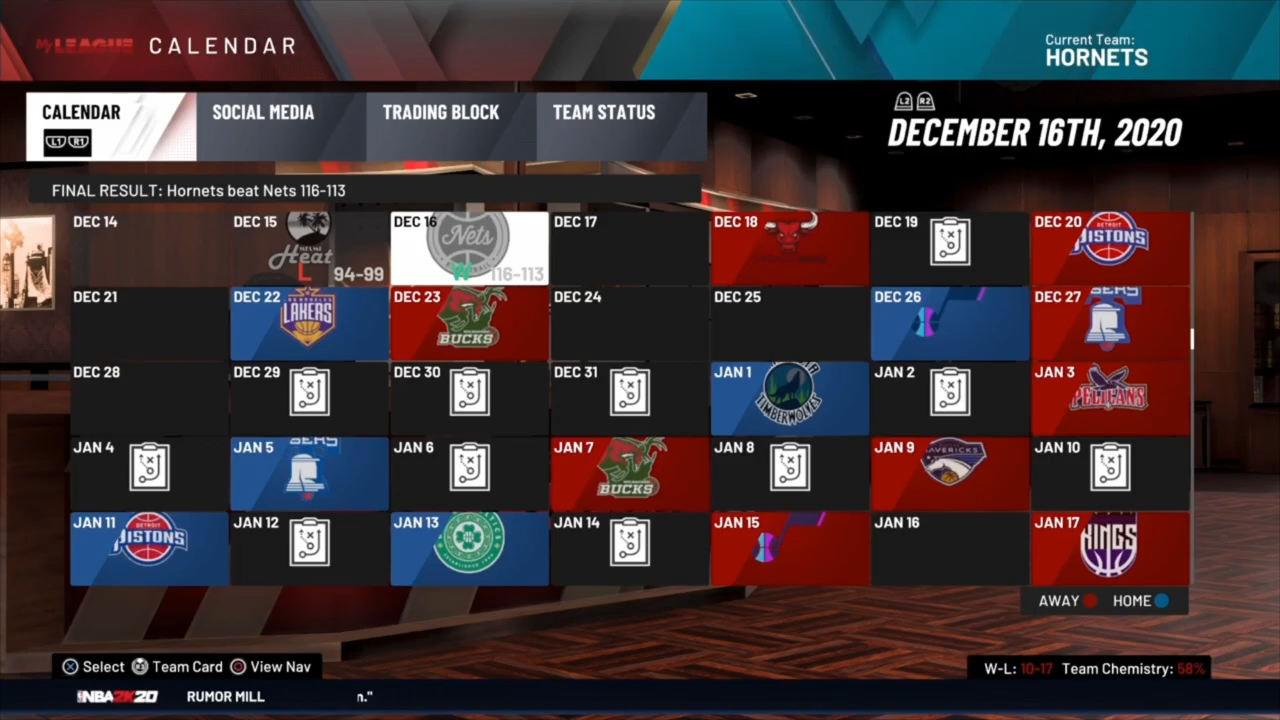 MyLEAGUE CALENDAR
Current Team:
HORNETS
CALENDAR
L1 R1
SOCIAL MEDIA
TRADING BLOCK
TEAM STATUS
L2 R2
DECEMBER 16TH, 2020
FINAL RESULT: Hornets beat Nets 116-113
DEC 14
DEC 15
Heat
L 94-99
DEC 16
Nets
W 116-113
DEC 17
DEC 18
DEC 19
DEC 20
DETROIT
PISTONS
DEC 21
DEC 22
LAKERS
DEC 23
BUCKS
DEC 24
DEC 25
DEC 26
DEC 27
DEC 28
DEC 29
DEC 30
DEC 31
JAN 1
TIMBERWOLVES
JAN 2
JAN 3
PELICANS
JAN 4
JAN 5
JAN 6
JAN 7
BUCKS
JAN 8
JAN 9
MAVERICKS
JAN 10
JAN 11
DETROIT
PISTONS
JAN 12
JAN 13
JAN 14
JAN 15
JAN 16
JAN 17
KINGS
AWAY HOME
Select Team Card View Nav
W-L: 10-17 Team Chemistry: 58%
NBA 2K20 RUMOR MILL n."